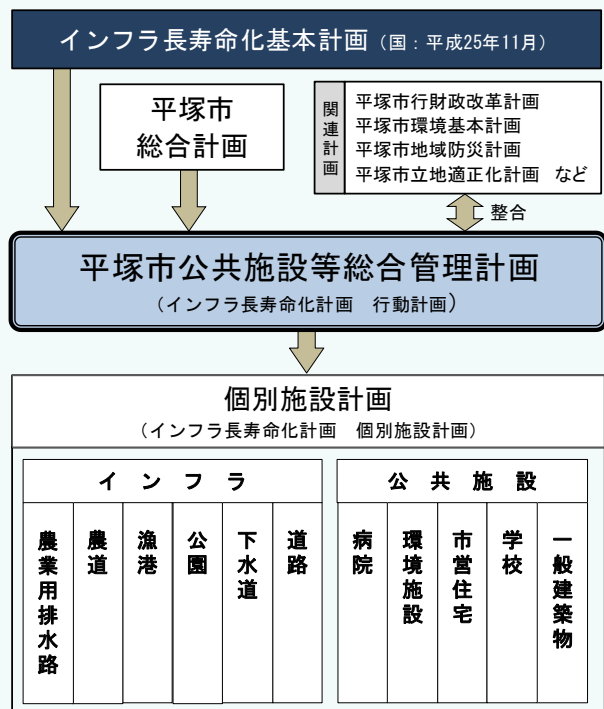 インフラ長寿命化基本計画(国：平成25年11月)
平塚市
総合計画
関連計画
平塚市行財政改革計画
平塚市環境基本計画
平塚市地域防災計画
平塚市立地適正化計画　など
整合
平塚市公共施設等総合管理計画
(インフラ長寿命化計画　行動計画)
個別施設計画
(インフラ長寿命化計画　個別施設計画)
インフラ
農業用排水路
農道
漁港
公園
下水道
道路
公共施設
病院
環境施設
市営住宅
学校
一般建築物